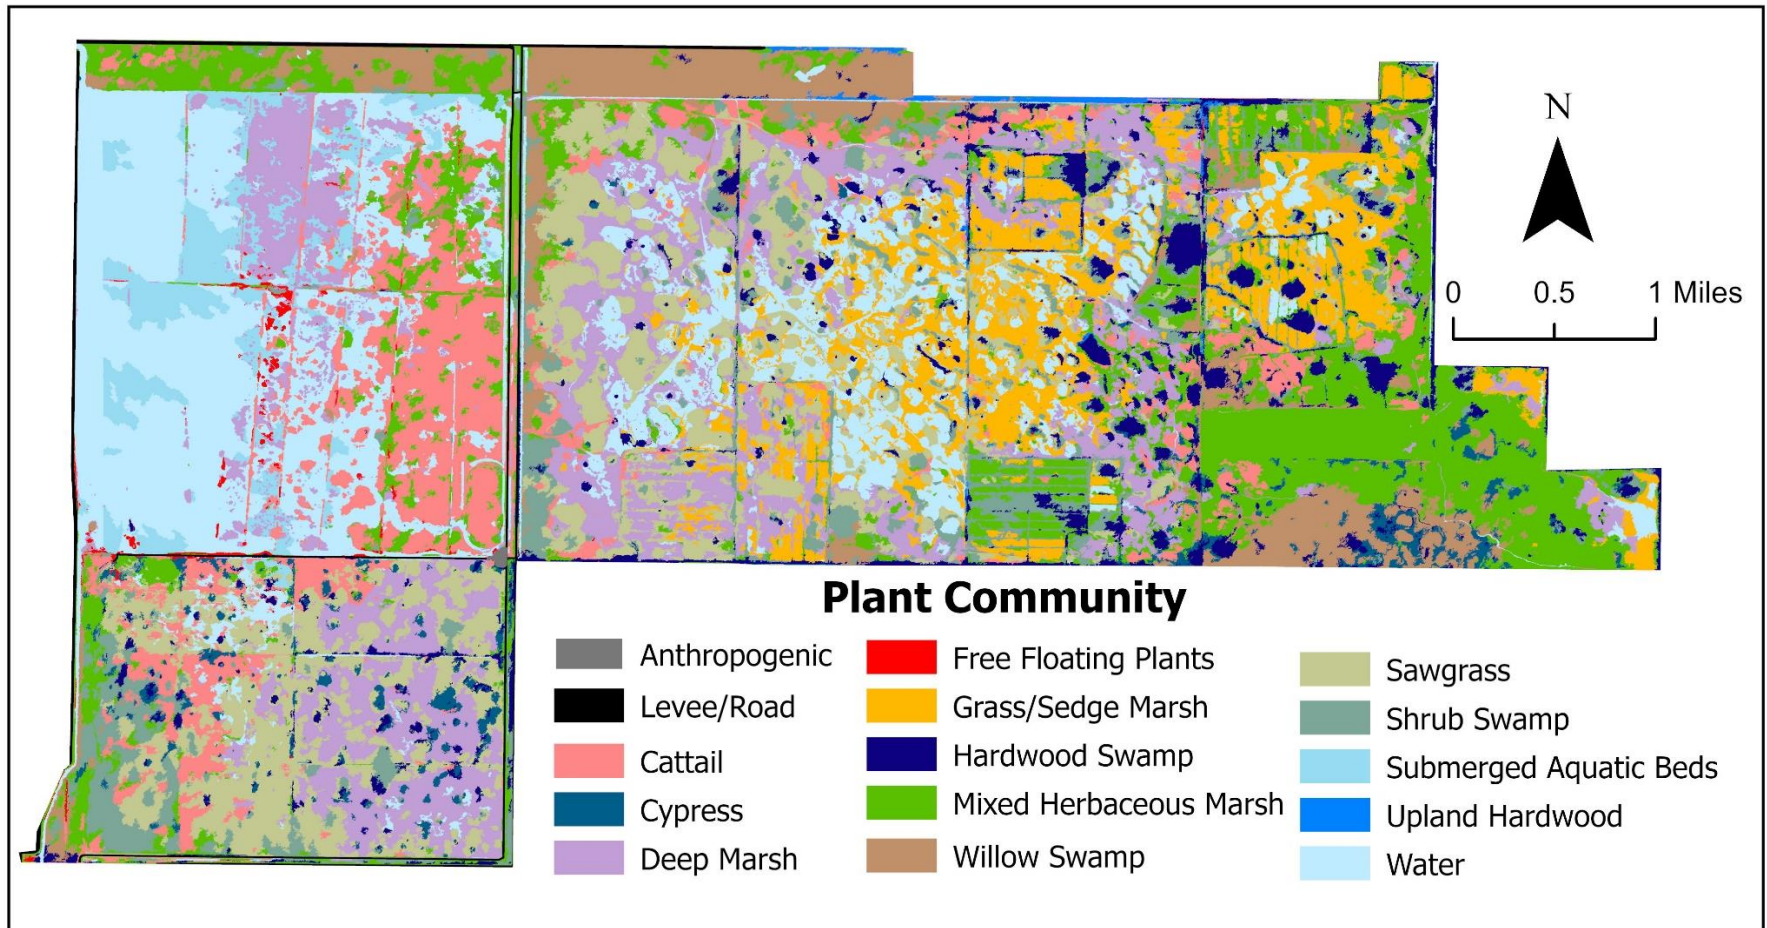 N
0 0.5 1 Miles
Plant Community
Anthropogenic
Levee/Road
Cattail
Cypress
Deep Marsh
Free Floating Plants
Grass/Sedge Marsh
Hardwood Swamp
Mixed Herbaceous Marsh
Willow Swamp
Sawgrass
Shrub Swamp
Submerged Aquatic Beds
Upland Hardwood
Water